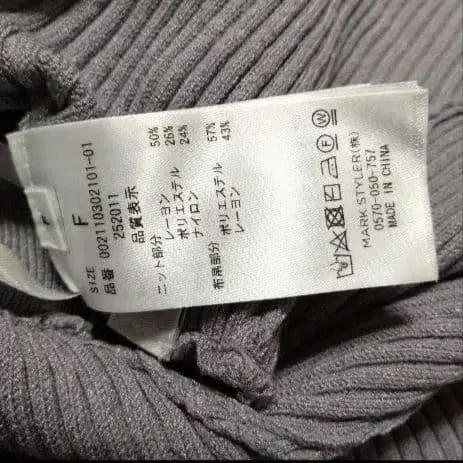 F
SIZE F
品番 002110302101-01
252011
品質表示
ニット部分
レーヨン 50%
ポリエステル 26%
ナイロン 24%
布帛部分
ポリエステル 57%
レーヨン 43%
MARK STYLER(株)
0570-050-757
MADE IN CHINA